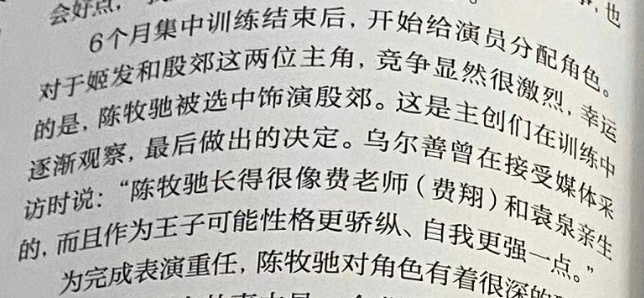 会好点，
也
6个月集中训练结束后，开始给演员分配角色。
对于姬发和殷郊这两位主角，竞争显然很激烈，幸运
的是，陈牧驰被选中饰演殷郊。这是主创们在训练中
逐渐观察，最后做出的决定。乌尔善曾在接受媒体采
访时说：“陈牧驰长得很像费老师（费翔）和袁泉亲生
的，而且作为王子可能性格更骄纵、自我更强一点。”
为完成表演重任，陈牧驰对角色有着很深的